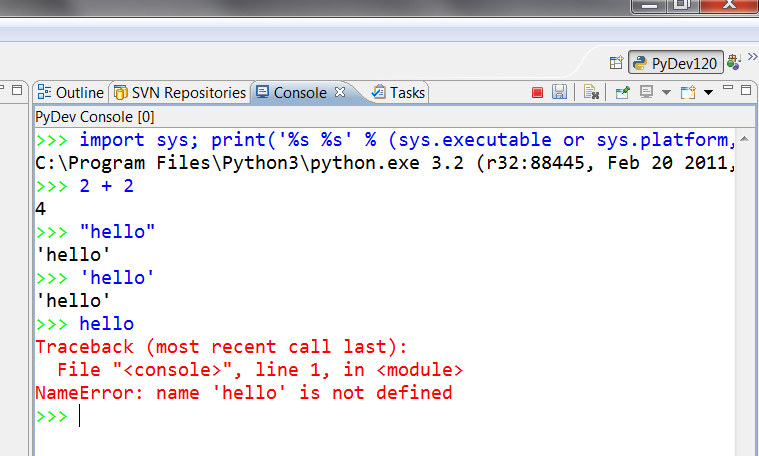 PyDev120
Outline SVN Repositories Console Tasks
PyDev Console [0]
>>> import sys; print('%s %s' % (sys.executable or sys.platform,
C:\Program Files\Python3\python.exe 3.2 (r32:88445, Feb 20 2011,
>>> 2 + 2
4
>>> "hello"
'hello'
>>> 'hello'
'hello'
>>> hello
Traceback (most recent call last):
  File "<console>", line 1, in <module>
NameError: name 'hello' is not defined
>>>